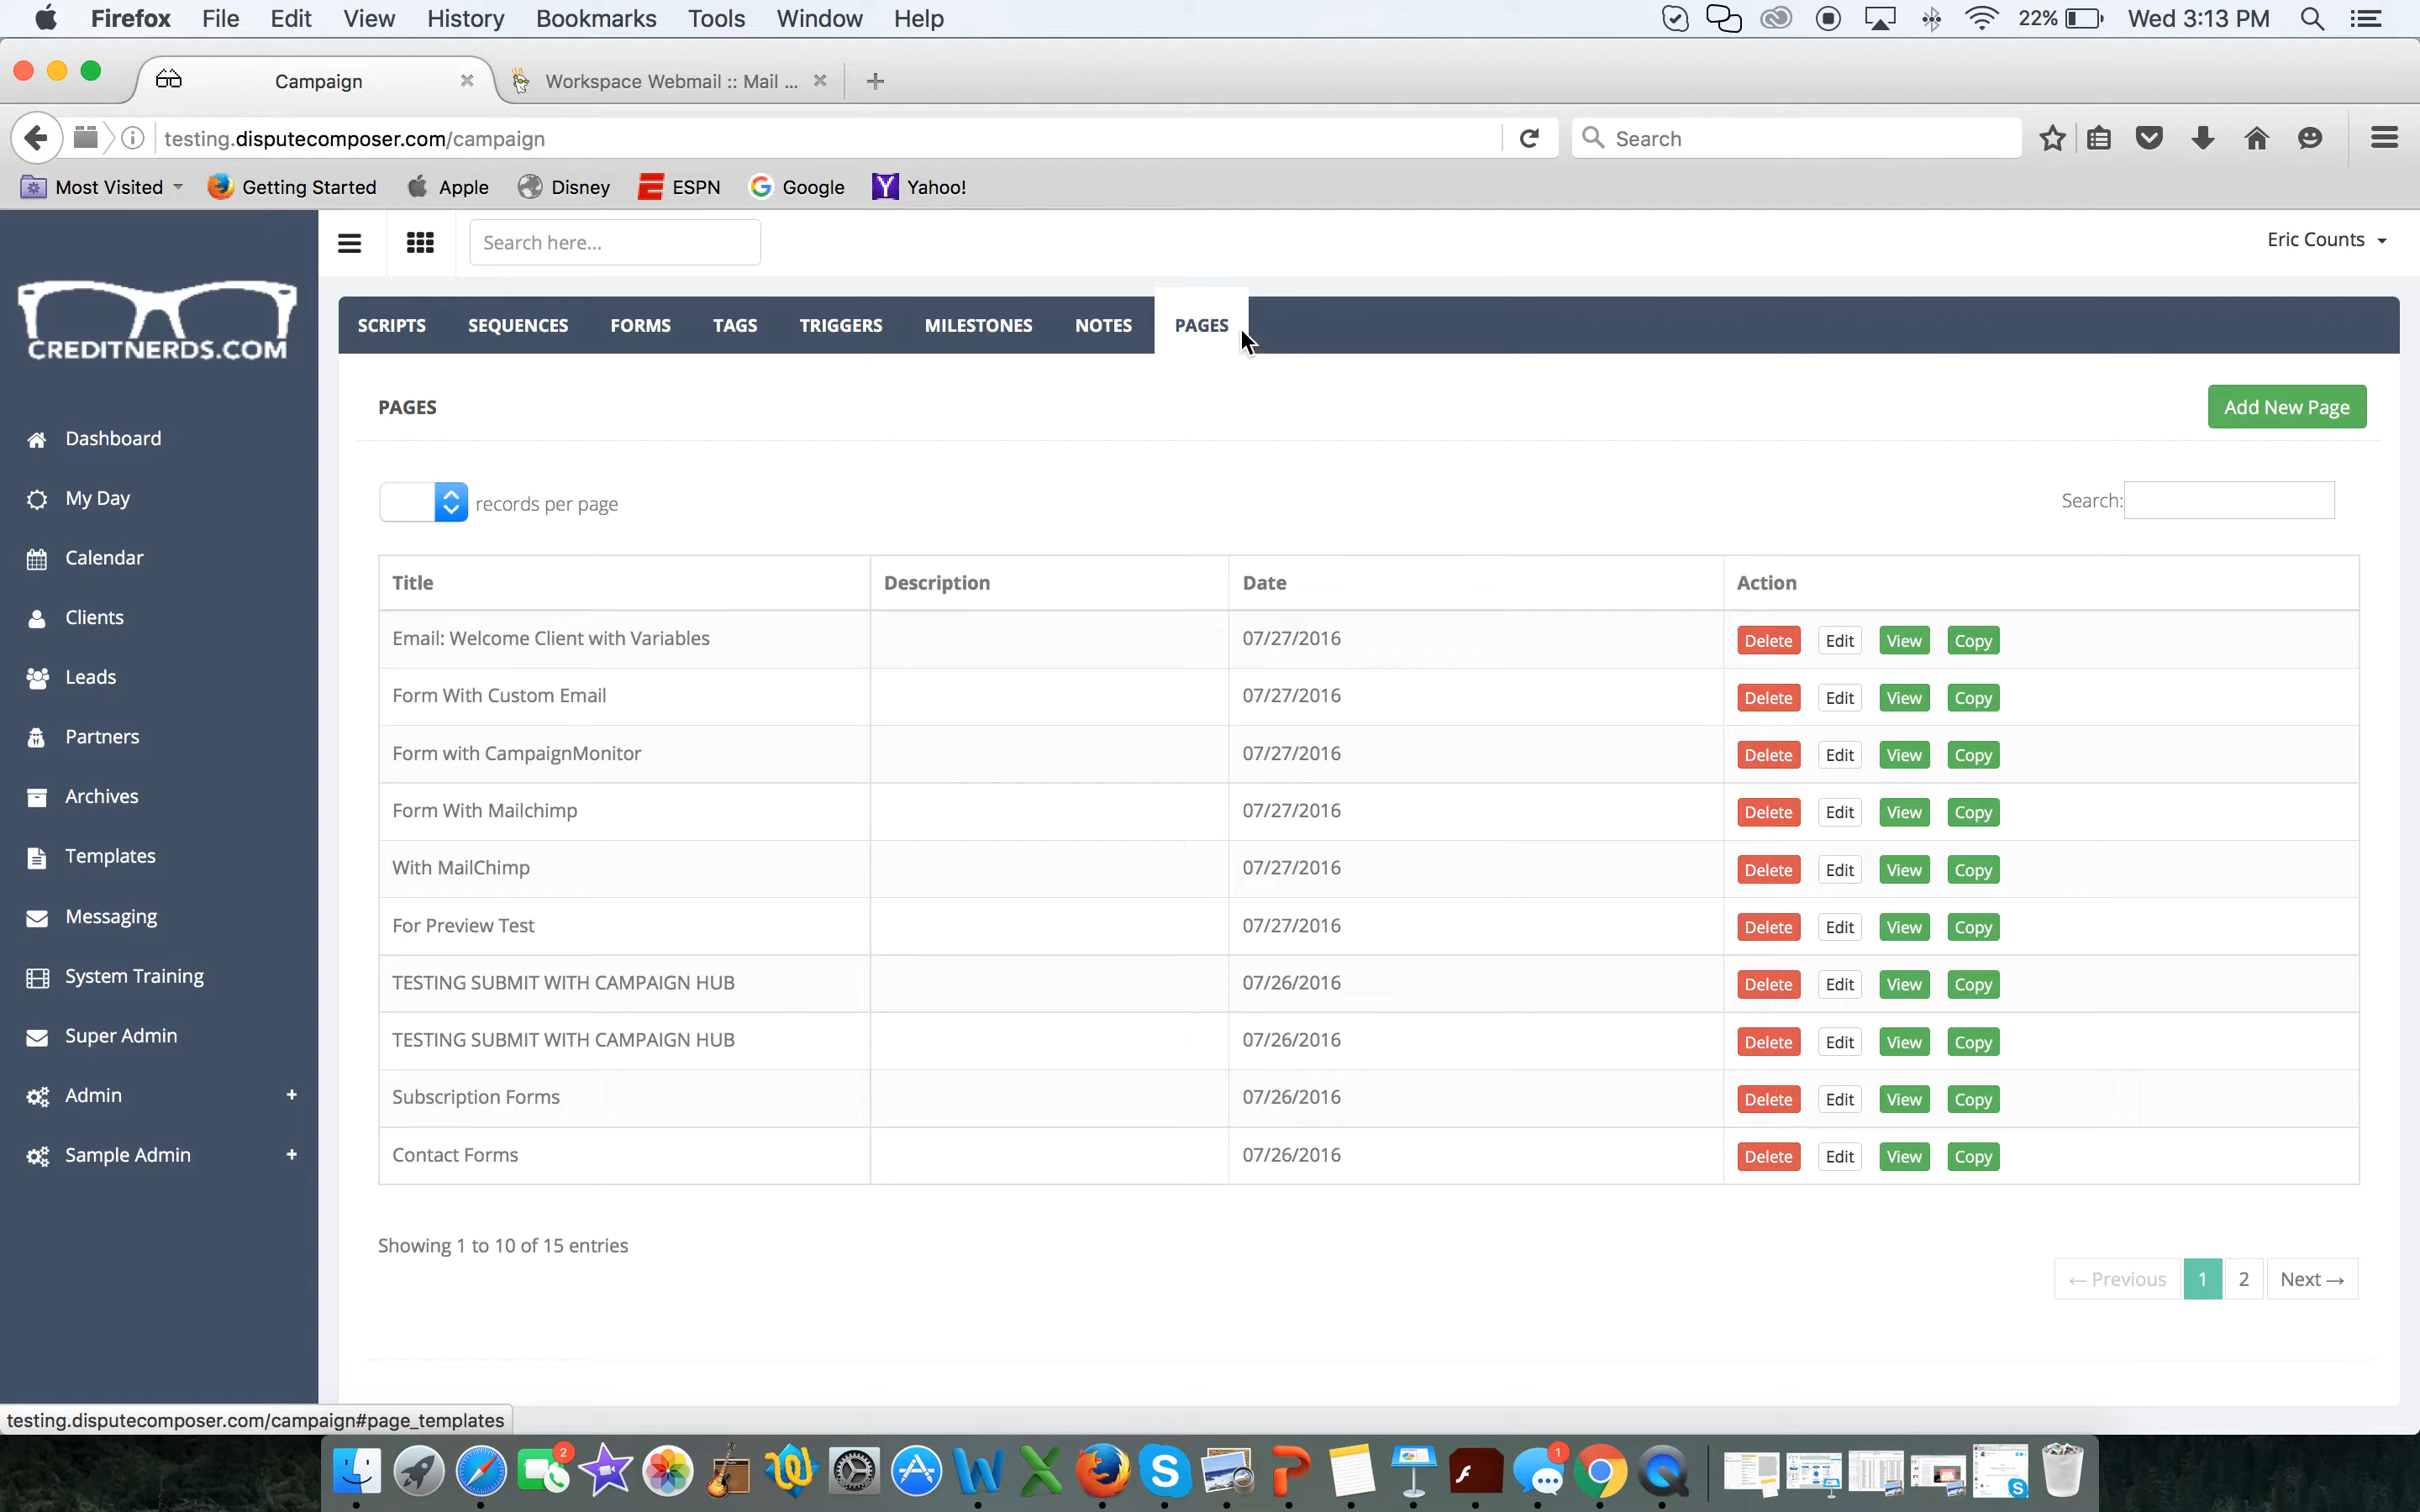 Firefox File Edit View History Bookmarks Tools Window Help 22% Wed 3:13 PM
Campaign Workspace Webmail :: Mail ...
testing.disputecomposer.com/campaign Search
Most Visited Getting Started Apple Disney ESPN Google Yahoo!
Search here... Eric Counts
CREDITNERDS.COM
SCRIPTS SEQUENCES FORMS TAGS TRIGGERS MILESTONES NOTES PAGES
PAGES Add New Page
Dashboard
My Day
Calendar
Clients
Leads
Partners
Archives
Templates
Messaging
System Training
Super Admin
Admin +
Sample Admin +
records per page Search:
Title Description Date Action
Email: Welcome Client with Variables 07/27/2016 Delete Edit View Copy
Form With Custom Email 07/27/2016 Delete Edit View Copy
Form with CampaignMonitor 07/27/2016 Delete Edit View Copy
Form With Mailchimp 07/27/2016 Delete Edit View Copy
With MailChimp 07/27/2016 Delete Edit View Copy
For Preview Test 07/27/2016 Delete Edit View Copy
TESTING SUBMIT WITH CAMPAIGN HUB 07/26/2016 Delete Edit View Copy
TESTING SUBMIT WITH CAMPAIGN HUB 07/26/2016 Delete Edit View Copy
Subscription Forms 07/26/2016 Delete Edit View Copy
Contact Forms 07/26/2016 Delete Edit View Copy
Showing 1 to 10 of 15 entries
← Previous 1 2 Next →
testing.disputecomposer.com/campaign#page_templates
2 1